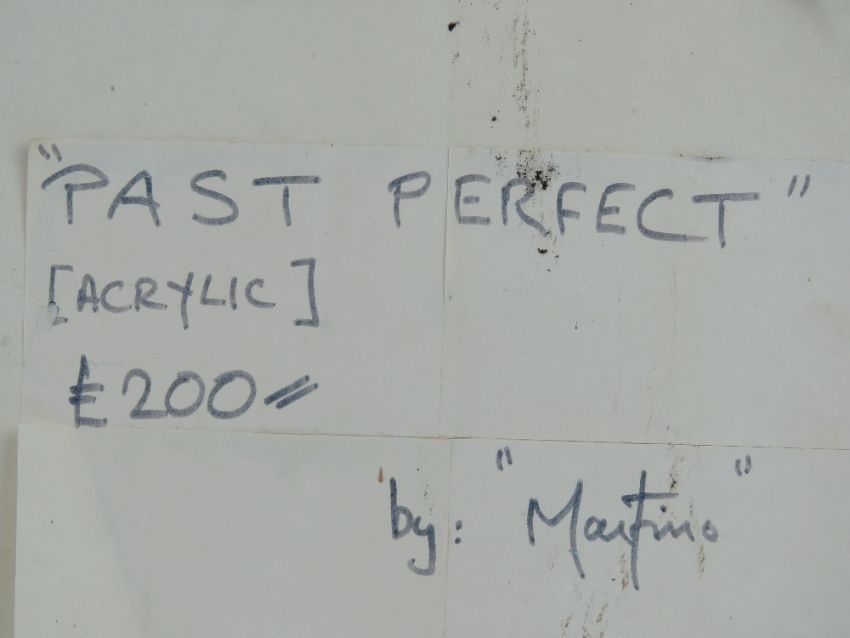 "PAST PERFECT"
[ACRYLIC]
£200=
by: "Martino"